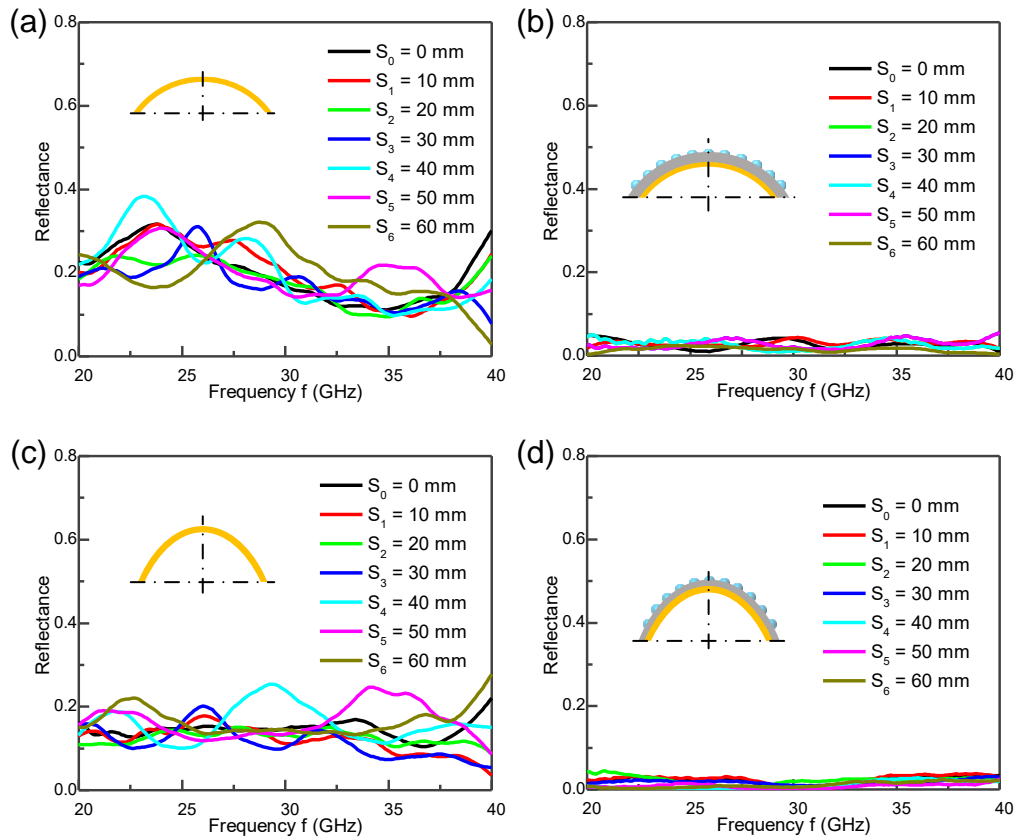 (a)
0.8
0.6
0.4
0.2
0.0
Reflectance
S₀ = 0 mm
S₁ = 10 mm
S₂ = 20 mm
S₃ = 30 mm
S₄ = 40 mm
S₅ = 50 mm
S₆ = 60 mm
20 25 30 35 40
Frequency f (GHz)
(b)
0.8
0.6
0.4
0.2
0.0
Reflectance
S₀ = 0 mm
S₁ = 10 mm
S₂ = 20 mm
S₃ = 30 mm
S₄ = 40 mm
S₅ = 50 mm
S₆ = 60 mm
20 25 30 35 40
Frequency f (GHz)
(c)
0.8
0.6
0.4
0.2
0.0
Reflectance
S₀ = 0 mm
S₁ = 10 mm
S₂ = 20 mm
S₃ = 30 mm
S₄ = 40 mm
S₅ = 50 mm
S₆ = 60 mm
20 25 30 35 40
Frequency f (GHz)
(d)
0.8
0.6
0.4
0.2
0.0
Reflectance
S₀ = 0 mm
S₁ = 10 mm
S₂ = 20 mm
S₃ = 30 mm
S₄ = 40 mm
S₅ = 50 mm
S₆ = 60 mm
20 25 30 35 40
Frequency f (GHz)